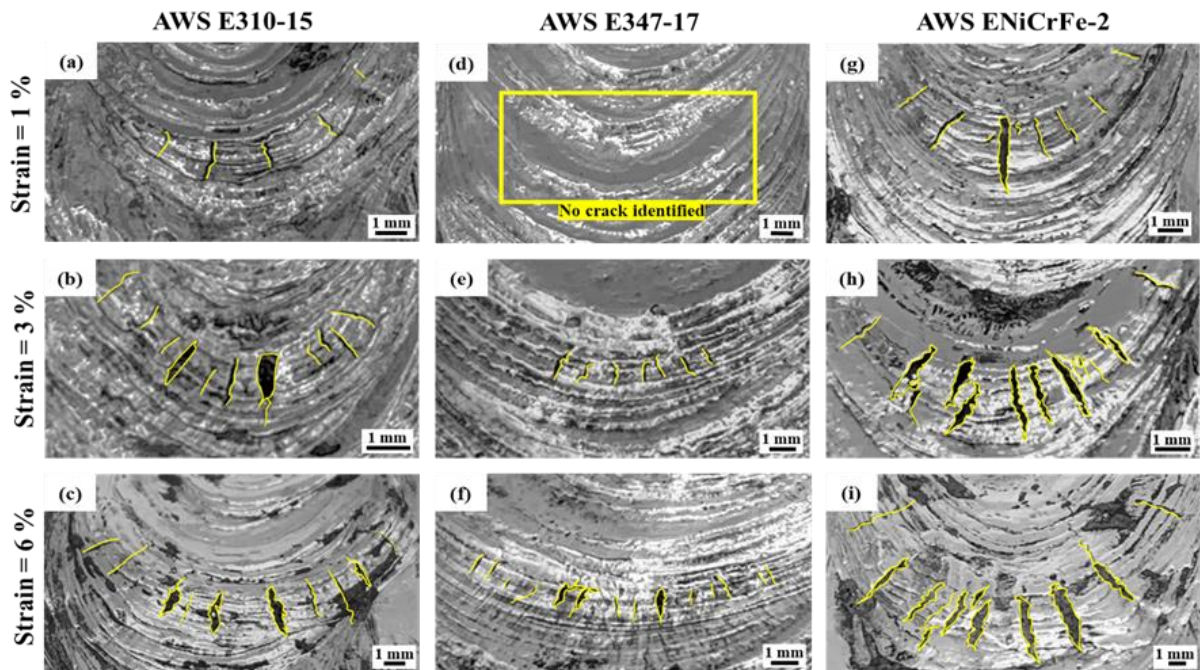 AWS E310-15
AWS E347-17
AWS ENiCrFe-2
Strain = 1 %
(a)
1 mm
(d)
No crack identified
1 mm
(g)
1 mm
Strain = 3 %
(b)
1 mm
(e)
1 mm
(h)
1 mm
Strain = 6 %
(c)
1 mm
(f)
1 mm
(i)
1 mm